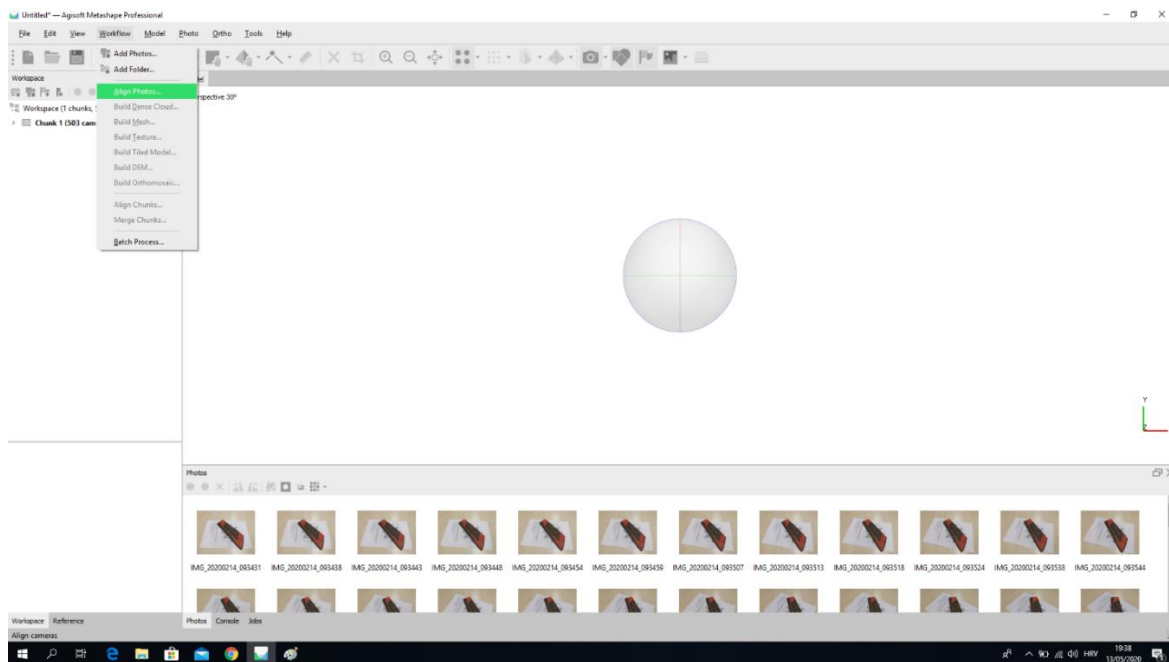 Untitled* — Agisoft Metashape Professional
File Edit View Workflow Model Photo Ortho Tools Help
Add Photos...
Add Folder...
Align Photos...
Build Dense Cloud...
Build Mesh...
Build Texture...
Build Tiled Model...
Build DEM...
Build Orthomosaic...
Align Chunks...
Merge Chunks...
Batch Process...
Workspace
Workspace (1 chunks,
Chunk 1 (503 cam
rspective 30°
Y
Z
Photos
IMG_20200214_093431 IMG_20200214_093438 IMG_20200214_093443 IMG_20200214_093448 IMG_20200214_093454 IMG_20200214_093459 IMG_20200214_093507 IMG_20200214_093513 IMG_20200214_093518 IMG_20200214_093524 IMG_20200214_093538 IMG_20200214_093544
Workspace Reference
Photos Console Jobs
Align cameras
HRV
19:38
13/05/2020